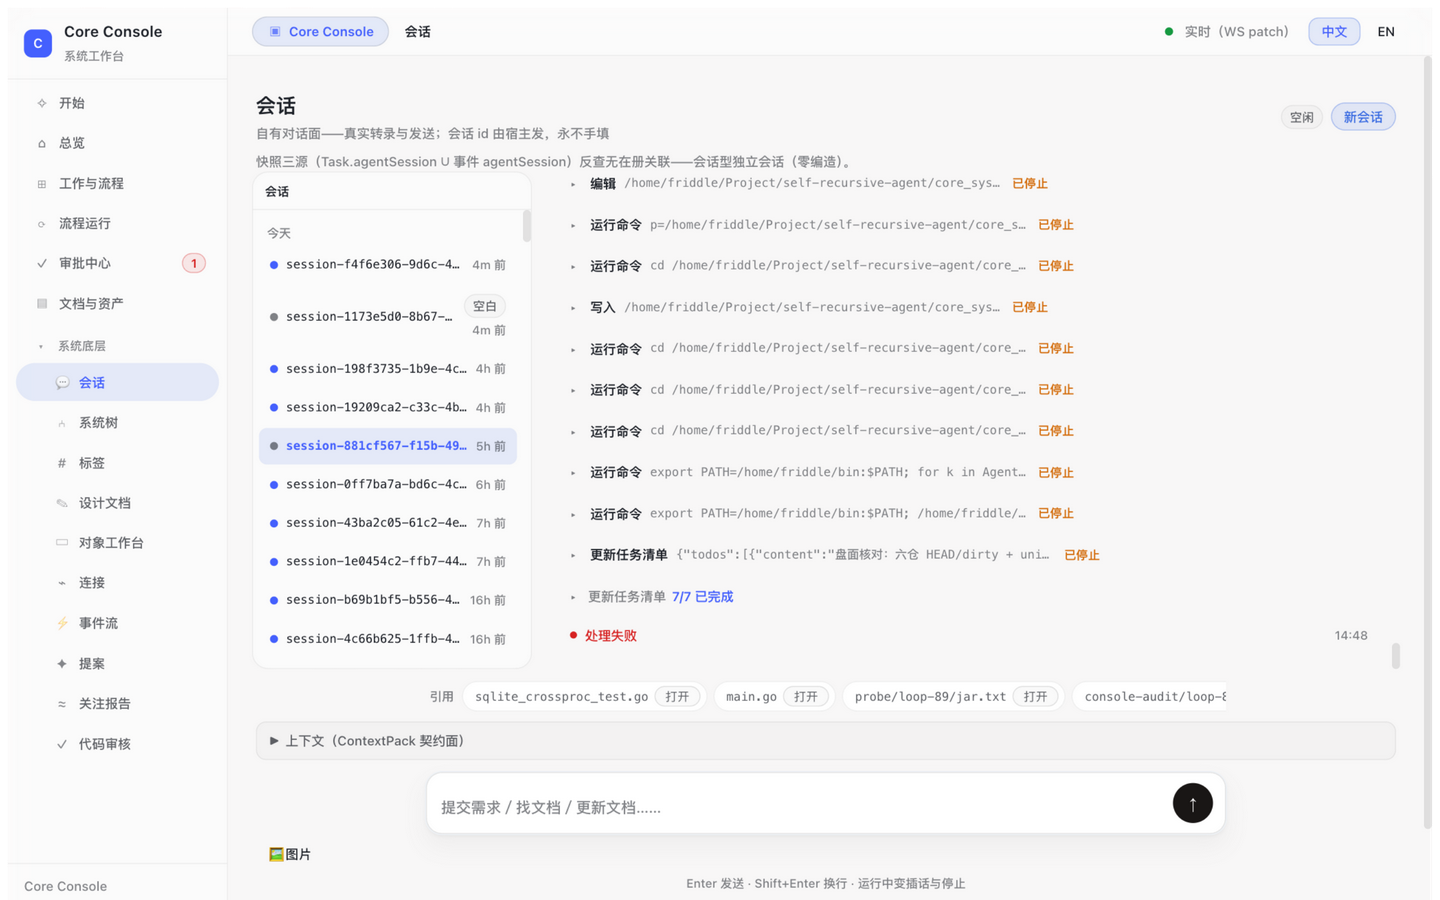 C
Core Console
系统工作台
开始
总览
工作与流程
流程运行
审批中心 1
文档与资产
系统底层
会话
系统树
# 标签
设计文档
对象工作台
连接
事件流
提案
关注报告
代码审核
Core Console
Core Console 会话
实时（WS patch） 中文 EN
会话
自有对话面——真实转录与发送；会话 id 由宿主发，永不手填
快照三源（Task.agentSession ∪ 事件 agentSession）反查无在册关联——会话型独立会话（零编造）。
空闲 新会话
会话
今天
session-f4f6e306-9d6c-4… 4m 前
session-1173e5d0-8b67-… 空白
4m 前
session-198f3735-1b9e-4c… 4h 前
session-19209ca2-c33c-4b… 4h 前
session-881cf567-f15b-49… 5h 前
session-0ff7ba7a-bd6c-4c… 6h 前
session-43ba2c05-61c2-4e… 7h 前
session-1e0454c2-ffb7-44… 7h 前
session-b69b1bf5-b556-4… 16h 前
session-4c66b625-1ffb-4… 16h 前
编辑 /home/friddle/Project/self-recursive-agent/core_sys… 已停止
运行命令 p=/home/friddle/Project/self-recursive-agent/core_s… 已停止
运行命令 cd /home/friddle/Project/self-recursive-agent/core_… 已停止
写入 /home/friddle/Project/self-recursive-agent/core_sys… 已停止
运行命令 cd /home/friddle/Project/self-recursive-agent/core_… 已停止
运行命令 cd /home/friddle/Project/self-recursive-agent/core_… 已停止
运行命令 cd /home/friddle/Project/self-recursive-agent/core_… 已停止
运行命令 export PATH=/home/friddle/bin:$PATH; for k in Agent… 已停止
运行命令 export PATH=/home/friddle/bin:$PATH; /home/friddle/… 已停止
更新任务清单 {"todos":[{"content":"盘面核对：六仓 HEAD/dirty + uni… 已停止
更新任务清单 7/7 已完成
处理失败 14:48
引用 sqlite_crossproc_test.go 打开 main.go 打开 probe/loop-89/jar.txt 打开 console-audit/loop-8
▶ 上下文（ContextPack 契约面）
提交需求 / 找文档 / 更新文档……
↑
图片
Enter 发送 · Shift+Enter 换行 · 运行中变插话与停止